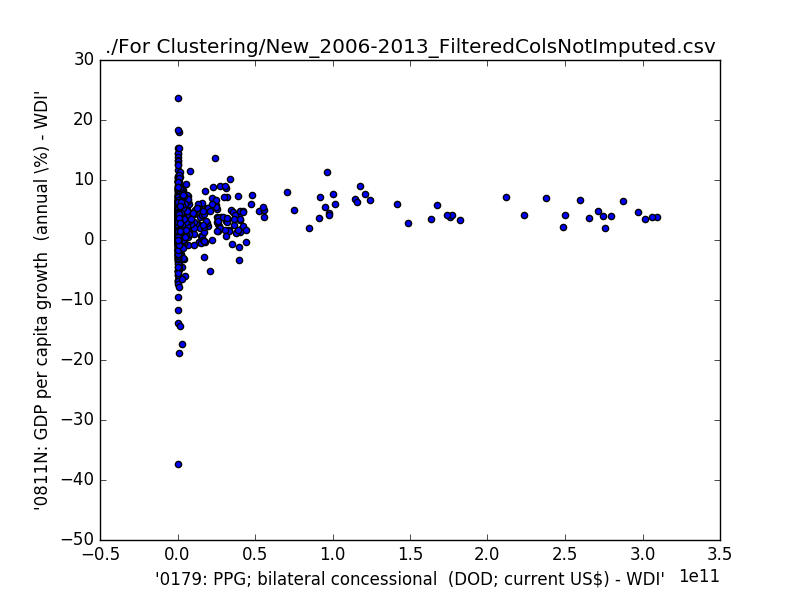 ./For Clustering/New_2006-2013_FilteredColsNotImputed.csv
30
20
10
0
−10
−20
−30
−40
−50
'0811N: GDP per capita growth  (annual \%) - WDI'
−0.5 0.0 0.5 1.0 1.5 2.0 2.5 3.0 3.5
1e11
'0179: PPG; bilateral concessional  (DOD; current US$) - WDI'